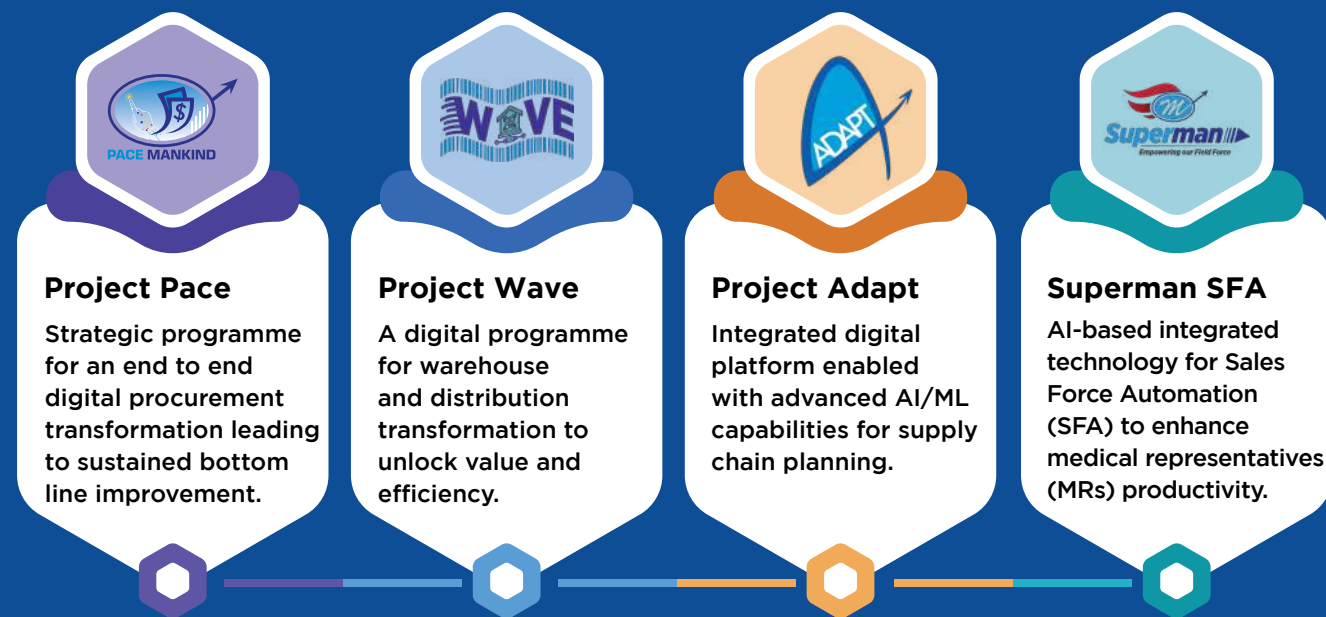 PACE MANKIND
WAVE
ADAPT
Superman
Empowering our Field Force
Project Pace
Strategic programme
for an end to end
digital procurement
transformation leading
to sustained bottom
line improvement.
Project Wave
A digital programme
for warehouse
and distribution
transformation to
unlock value and
efficiency.
Project Adapt
Integrated digital
platform enabled
with advanced AI/ML
capabilities for supply
chain planning.
Superman SFA
AI-based integrated
technology for Sales
Force Automation
(SFA) to enhance
medical representatives
(MRs) productivity.